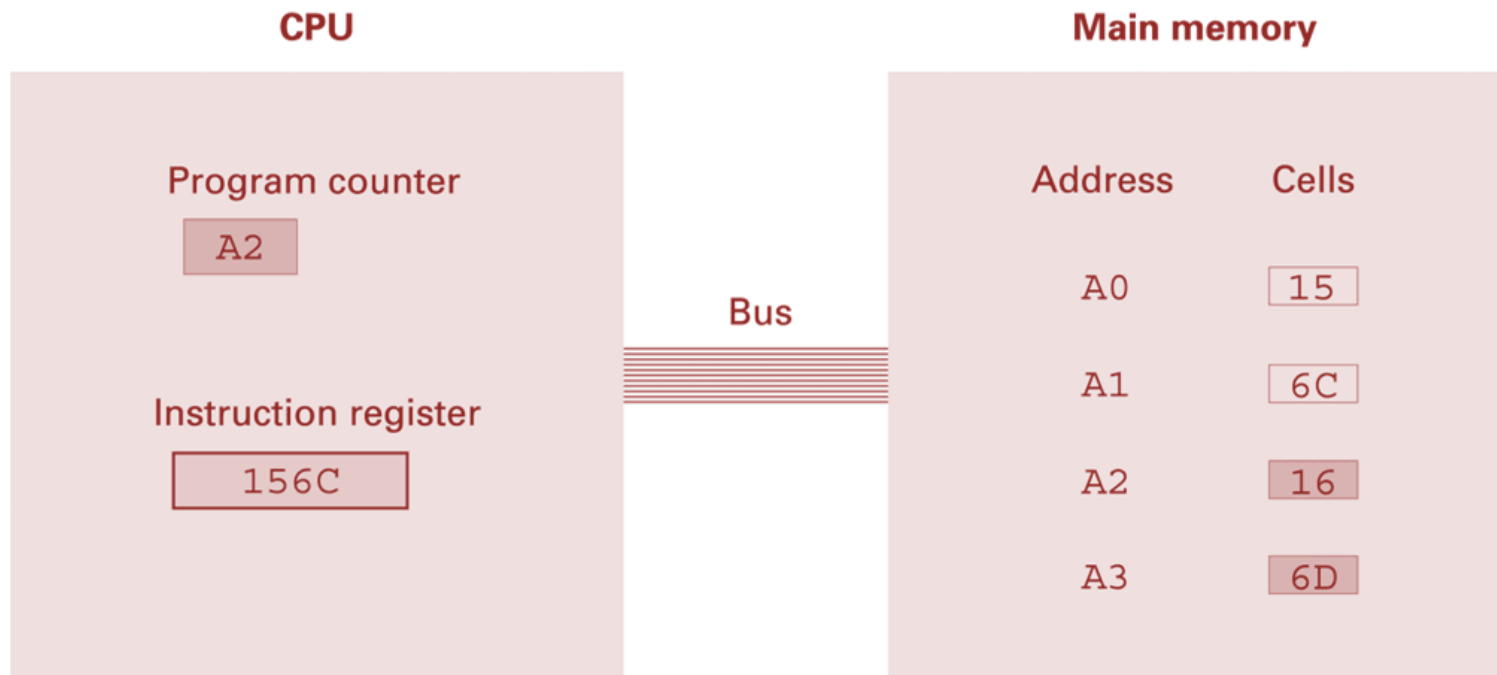 CPU
Main memory
Program counter
A2
Instruction register
156C
Bus
Address Cells
A0 15
A1 6C
A2 16
A3 6D